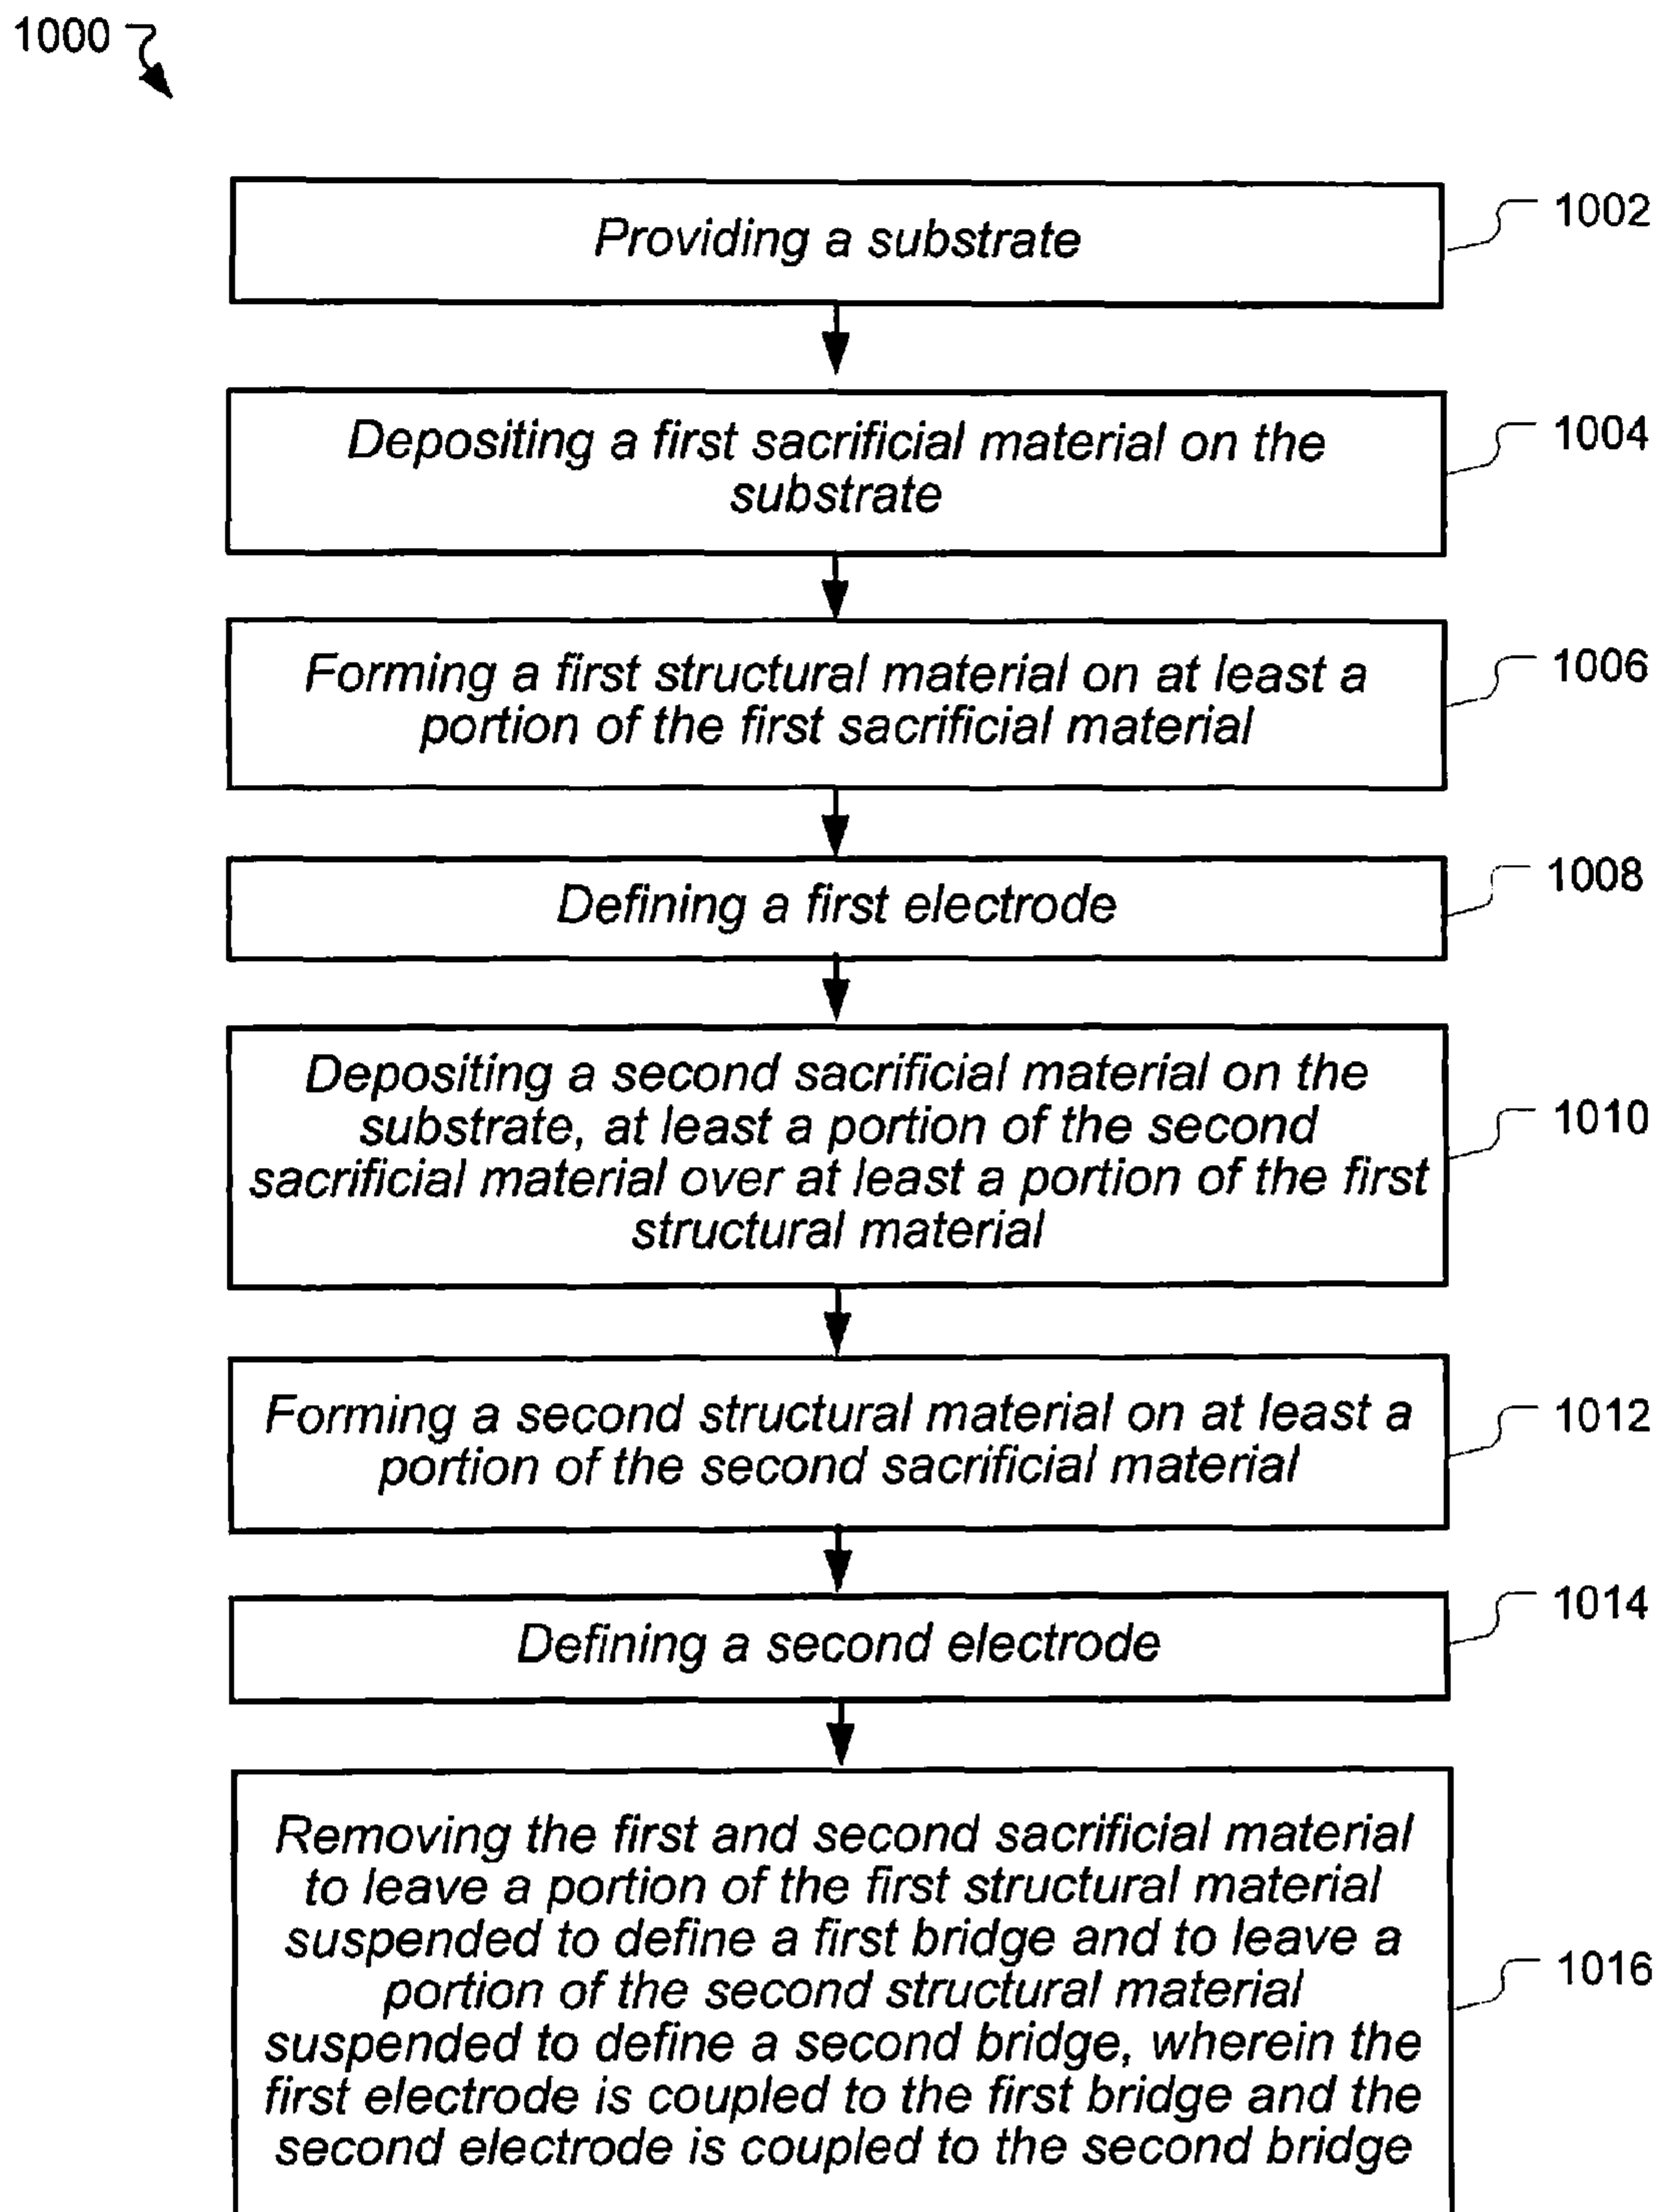 1000
Providing a substrate
1002
Depositing a first sacrificial material on the
substrate
1004
Forming a first structural material on at least a
portion of the first sacrificial material
1006
Defining a first electrode
1008
Depositing a second sacrificial material on the
substrate, at least a portion of the second
sacrificial material over at least a portion of the first
structural material
1010
Forming a second structural material on at least a
portion of the second sacrificial material
1012
Defining a second electrode
1014
Removing the first and second sacrificial material
to leave a portion of the first structural material
suspended to define a first bridge and to leave a
portion of the second structural material
suspended to define a second bridge, wherein the
first electrode is coupled to the first bridge and the
second electrode is coupled to the second bridge
1016